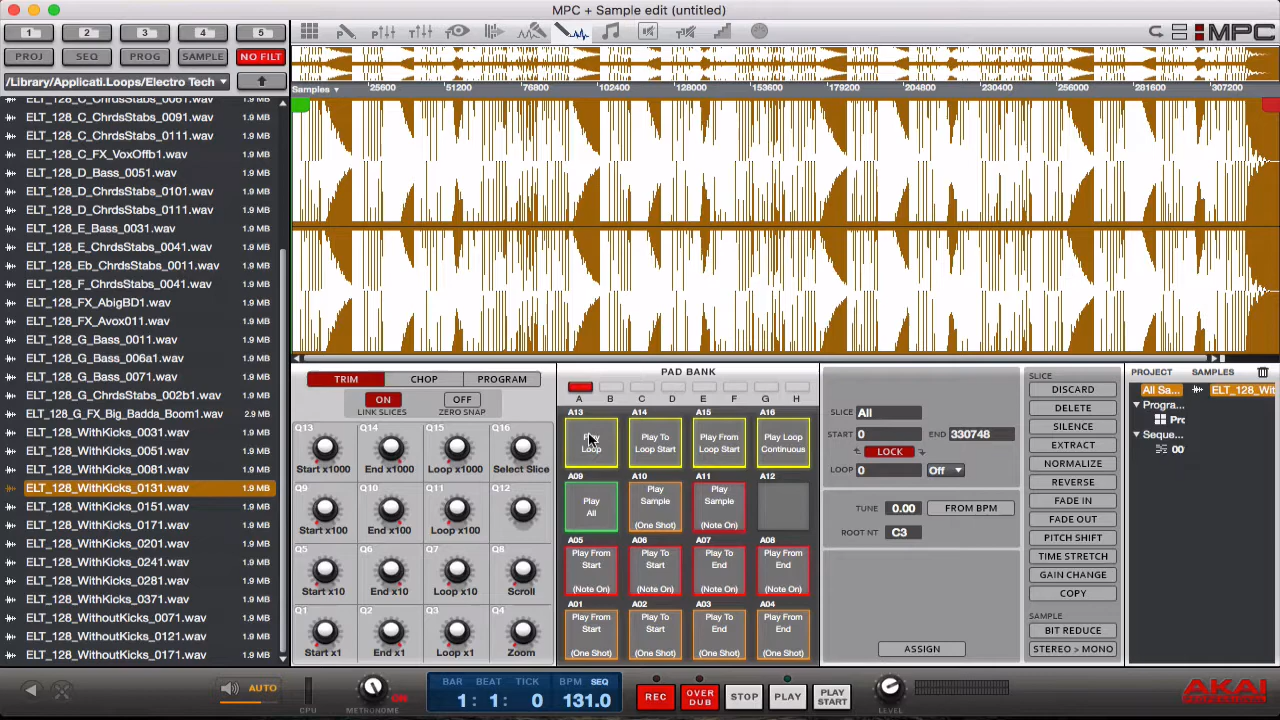 MPC + Sample edit (untitled)
1 2 3 4 5
PROJ SEQ PROG SAMPLE NO FILT
MPC
/Library/Applicati.Loops/Electro Tech
Samples 25600 51200 76800 102400 128000 153600 179200 204800 230400 256000 281600 307200
ELT_128_C_ChrdsStabs_0061.wav 1.9 MB
ELT_128_C_ChrdsStabs_0091.wav 1.9 MB
ELT_128_C_ChrdsStabs_0111.wav 1.9 MB
ELT_128_C_FX_VoxOffb1.wav 1.9 MB
ELT_128_D_Bass_0051.wav 1.9 MB
ELT_128_D_ChrdsStabs_0101.wav 1.9 MB
ELT_128_D_ChrdsStabs_0111.wav 1.9 MB
ELT_128_E_Bass_0031.wav 1.9 MB
ELT_128_E_ChrdsStabs_0041.wav 1.9 MB
ELT_128_Eb_ChrdsStabs_0011.wav 1.9 MB
ELT_128_F_ChrdsStabs_0041.wav 1.9 MB
ELT_128_FX_AbigBD1.wav 1.9 MB
ELT_128_FX_Avox011.wav 1.9 MB
ELT_128_G_Bass_0011.wav 1.9 MB
ELT_128_G_Bass_006a1.wav 1.9 MB
ELT_128_G_Bass_0071.wav 1.9 MB
ELT_128_G_ChrdsStabs_002b1.wav 1.9 MB
ELT_128_G_FX_Big_Badda_Boom1.wav 2.9 MB
ELT_128_WithKicks_0031.wav 1.9 MB
ELT_128_WithKicks_0051.wav 1.9 MB
ELT_128_WithKicks_0081.wav 1.9 MB
ELT_128_WithKicks_0131.wav 1.9 MB
ELT_128_WithKicks_0151.wav 1.9 MB
ELT_128_WithKicks_0171.wav 1.9 MB
ELT_128_WithKicks_0201.wav 1.9 MB
ELT_128_WithKicks_0241.wav 1.9 MB
ELT_128_WithKicks_0281.wav 1.9 MB
ELT_128_WithKicks_0371.wav 1.9 MB
ELT_128_WithoutKicks_0071.wav 1.9 MB
ELT_128_WithoutKicks_0121.wav 1.9 MB
ELT_128_WithoutKicks_0171.wav 1.9 MB
TRIM CHOP PROGRAM
ON OFF
LINK SLICES ZERO SNAP
Q13 Q14 Q15 Q16
Start x1000 End x1000 Loop x1000 Select Slice
Q9 Q10 Q11 Q12
Start x100 End x100 Loop x100
Q5 Q6 Q7 Q8
Start x10 End x10 Loop x10 Scroll
Q1 Q2 Q3 Q4
Start x1 End x1 Loop x1 Zoom
PAD BANK
A B C D E F G H
A13 A14 A15 A16
Loop
Play To Loop Start
Play From Loop Start
Play Loop Continuous
A09 A10 A11 A12
Play All
Play Sample (One Shot)
Play Sample (Note On)
A05 A06 A07 A08
Play From Start (Note On)
Play To Start (Note On)
Play To End (Note On)
Play From End (Note On)
A01 A02 A03 A04
Play From Start (One Shot)
Play To Start (One Shot)
Play To End (One Shot)
Play From End (One Shot)
SLICE All
START 0 END 330748
LOCK
LOOP 0 Off
TUNE 0.00 FROM BPM
ROOT NT C3
ASSIGN
SLICE
DISCARD
DELETE
SILENCE
EXTRACT
NORMALIZE
REVERSE
FADE IN
FADE OUT
PITCH SHIFT
TIME STRETCH
GAIN CHANGE
COPY
SAMPLE
BIT REDUCE
STEREO > MONO
PROJECT SAMPLES
All Sa... ELT_128_Wit
Progra...
Prc
Seque...
00
AUTO
CPU
METRONOME
ON
BAR BEAT TICK BPM SEQ
1: 1: 0 131.0
REC
OVER DUB
STOP
PLAY
PLAY START
LEVEL
AKAI
PROFESSIONAL